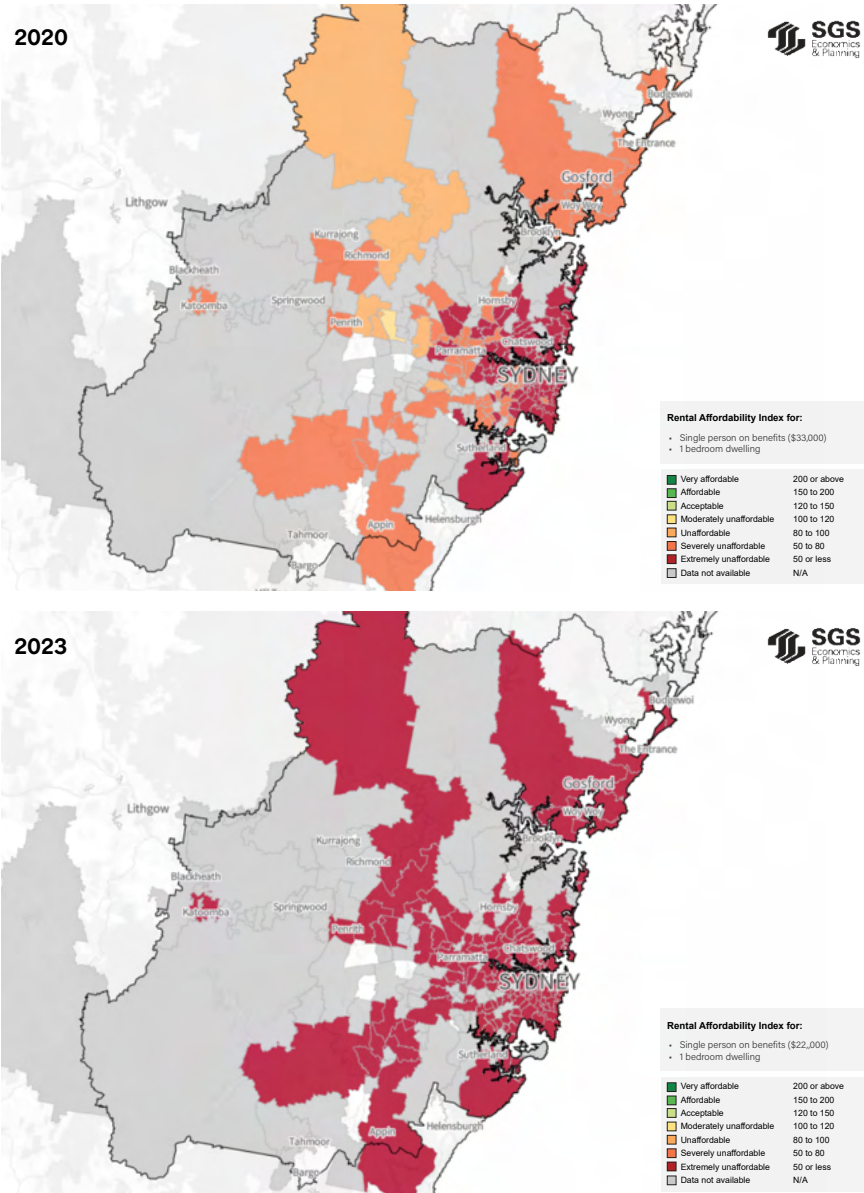 2020
SGS
Economics
& Planning
Budgewoi
Wyong
The Entrance
Gosford
Woy Woy
Lithgow
Brooklyn
Kurrajong
Richmond
Blackheath
Katoomba
Springwood
Hornsby
Penrith
Chatswood
Parramatta
SYDNEY
Rental Affordability Index for:
• Single person on benefits ($33,000)
• 1 bedroom dwelling
Sutherland
Very affordable 200 or above
Affordable 150 to 200
Acceptable 120 to 150
Moderately unaffordable 100 to 120
Unaffordable 80 to 100
Severely unaffordable 50 to 80
Extremely unaffordable 50 or less
Data not available N/A
Helensburgh
Appin
Tahmoor
Bargo
2023
SGS
Economics
& Planning
Budgewoi
Wyong
The Entrance
Gosford
Woy Woy
Lithgow
Brooklyn
Kurrajong
Richmond
Blackheath
Katoomba
Springwood
Hornsby
Penrith
Chatswood
Parramatta
SYDNEY
Rental Affordability Index for:
• Single person on benefits ($22,,000)
• 1 bedroom dwelling
Sutherland
Very affordable 200 or above
Affordable 150 to 200
Acceptable 120 to 150
Moderately unaffordable 100 to 120
Unaffordable 80 to 100
Severely unaffordable 50 to 80
Extremely unaffordable 50 or less
Data not available N/A
Helensburgh
Appin
Tahmoor
Bargo